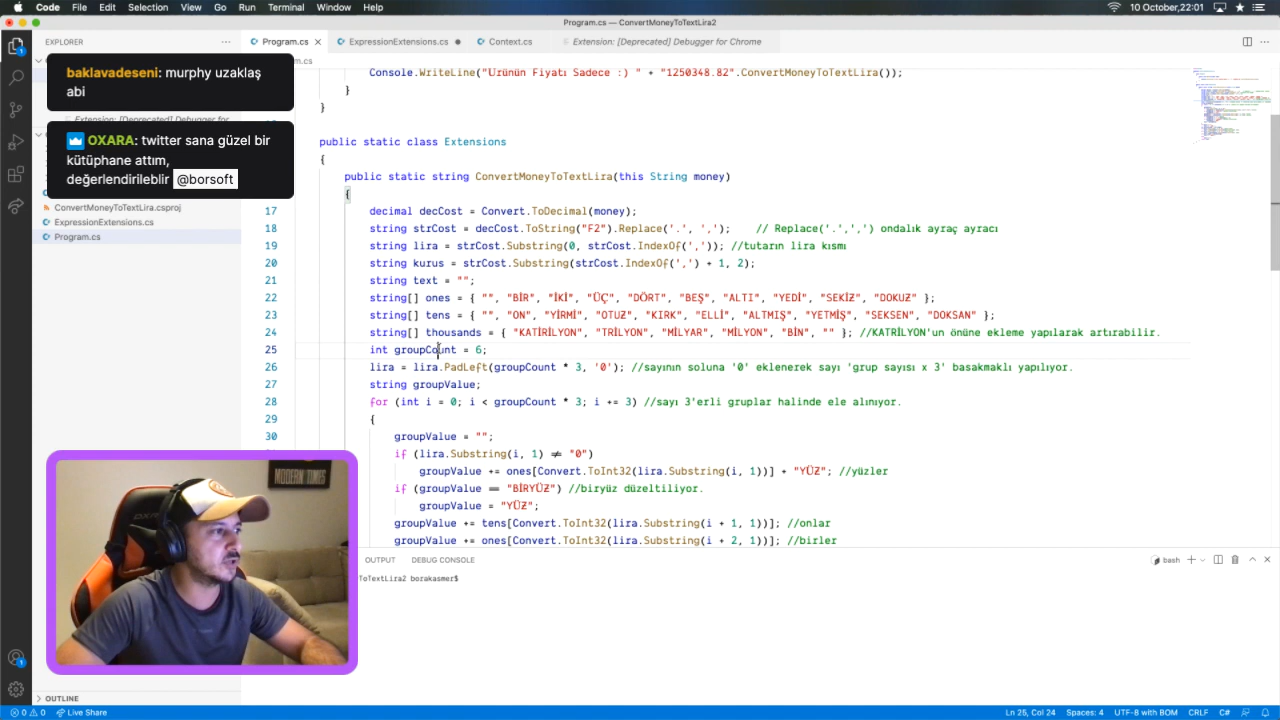 Code File Edit Selection View Go Run Terminal Window Help 10 October,22:01
Program.cs — ConvertMoneyToTextLira2
EXPLORER
Program.cs ExpressionExtensions.cs Context.cs Extension: [Deprecated] Debugger for Chrome
baklavadeseni: murphy uzaklaş
abi
OXARA: twitter sana güzel bir
kütüphane attım,
değerlendirileblir @borsoft
ConvertMoneyToTextLira.csproj
ExpressionExtensions.cs
Program.cs
Console.WriteLine("Ürünün Fiyatı Sadece :) " + "1250348.82".ConvertMoneyToTextLira());
}
}
public static class Extensions
{
public static string ConvertMoneyToTextLira(this String money)
{
17 decimal decCost = Convert.ToDecimal(money);
18 string strCost = decCost.ToString("F2").Replace('.', ','); // Replace('.',',') ondalık ayraç ayracı
19 string lira = strCost.Substring(0, strCost.IndexOf(',')); //tutarın lira kısmı
20 string kurus = strCost.Substring(strCost.IndexOf(',') + 1, 2);
21 string text = "";
22 string[] ones = { "", "BİR", "İKİ", "ÜÇ", "DÖRT", "BEŞ", "ALTI", "YEDİ", "SEKİZ", "DOKUZ" };
23 string[] tens = { "", "ON", "YİRMİ", "OTUZ", "KIRK", "ELLİ", "ALTMIŞ", "YETMİŞ", "SEKSEN", "DOKSAN" };
24 string[] thousands = { "KATİRİLYON", "TRİLYON", "MİLYAR", "MİLYON", "BİN", "" }; //KATRİLYON'un önüne ekleme yapılarak artırabilir.
25 int groupCount = 6;
26 lira = lira.PadLeft(groupCount * 3, '0'); //sayının soluna '0' eklenerek sayı 'grup sayısı x 3' basakmaklı yapılıyor.
27 string groupValue;
28 for (int i = 0; i < groupCount * 3; i += 3) //sayı 3'erli gruplar halinde ele alınıyor.
29 {
30 groupValue = "";
if (lira.Substring(i, 1) != "0")
groupValue += ones[Convert.ToInt32(lira.Substring(i, 1))] + "YÜZ"; //yüzler
if (groupValue == "BİRYÜZ") //biryüz düzeltiliyor.
groupValue = "YÜZ";
groupValue += tens[Convert.ToInt32(lira.Substring(i + 1, 1))]; //onlar
groupValue += ones[Convert.ToInt32(lira.Substring(i + 2, 1))]; //birler
MODERN TIMES
OUTPUT DEBUG CONSOLE bash
ToTextLira2 borakasmer$
OUTLINE
0 0 Live Share Ln 25, Col 24 Spaces: 4 UTF-8 with BOM CRLF C#